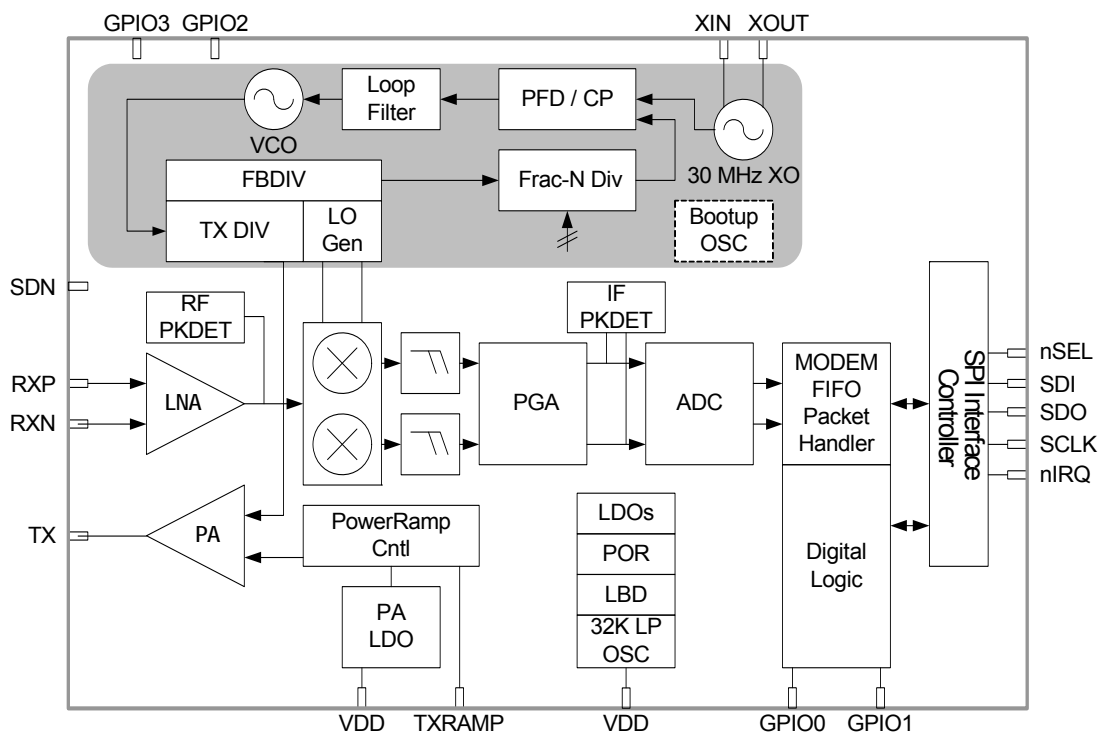 GPIO3 GPIO2
XIN XOUT
Loop
Filter
PFD / CP
VCO
30 MHz XO
FBDIV
Frac-N Div
TX DIV
LO
Gen
Bootup
OSC
SDN
RF
PKDET
IF
PKDET
RXP
RXN
LNA
PGA
ADC
MODEM
FIFO
Packet
Handler
SPI Interface
Controller
nSEL
SDI
SDO
SCLK
nIRQ
TX
PA
PowerRamp
Cntl
PA
LDO
LDOs
POR
LBD
32K LP
OSC
Digital
Logic
VDD
TXRAMP
VDD
GPIO0
GPIO1